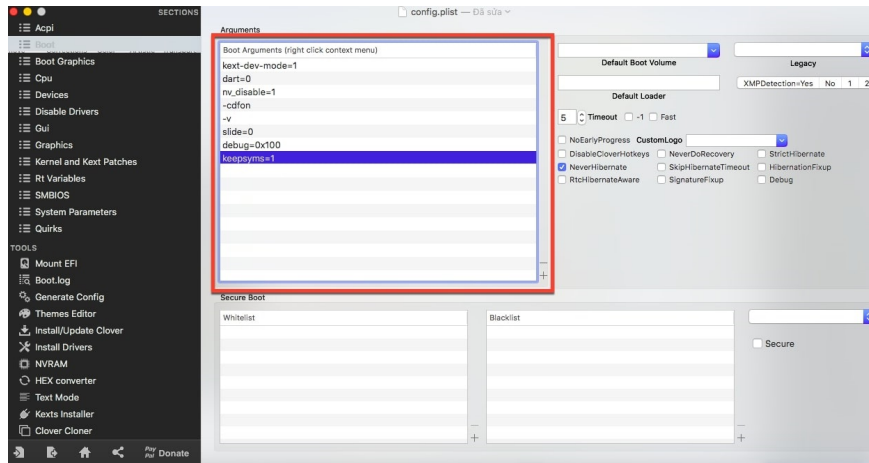 SECTIONS
config.plist — Đã sửa
Acpi
Boot
Boot Graphics
Cpu
Devices
Disable Drivers
Gui
Graphics
Kernel and Kext Patches
Rt Variables
SMBIOS
System Parameters
Quirks
TOOLS
Mount EFI
Boot.log
Generate Config
Themes Editor
Install/Update Clover
Install Drivers
NVRAM
HEX converter
Text Mode
Kexts Installer
Clover Cloner
Pay Pal Donate
Arguments
Boot Arguments (right click context menu)
kext-dev-mode=1
dart=0
nv_disable=1
-cdfon
-v
slide=0
debug=0x100
keepsyms=1
Default Boot Volume
Legacy
Default Loader
XMPDetection=Yes No 1 2
5 Timeout -1 Fast
NoEarlyProgress CustomLogo
DisableCloverHotkeys NeverDoRecovery StrictHibernate
NeverHibernate SkipHibernateTimeout HibernationFixup
RtcHibernateAware SignatureFixup Debug
Secure Boot
Whitelist
Blacklist
Secure